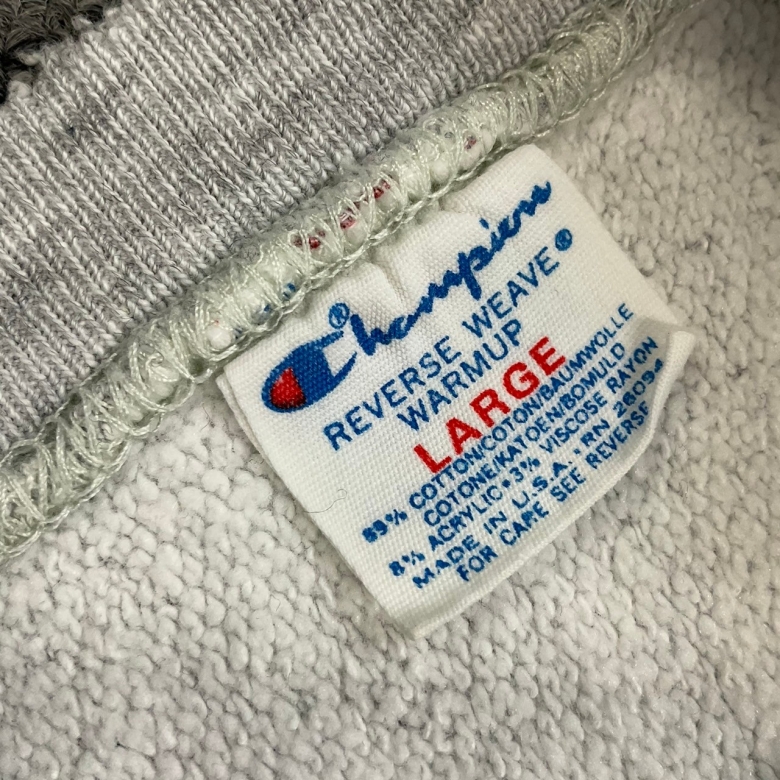 Champion®
REVERSE WEAVE®
WARMUP
LARGE
89% COTTON/COTON/BAUMWOLLE
COTONE/KATOEN/BOMULD
8% ACRYLIC•3% VISCOSE RAYON
MADE IN U.S.A. RN 26094
FOR CARE SEE REVERSE